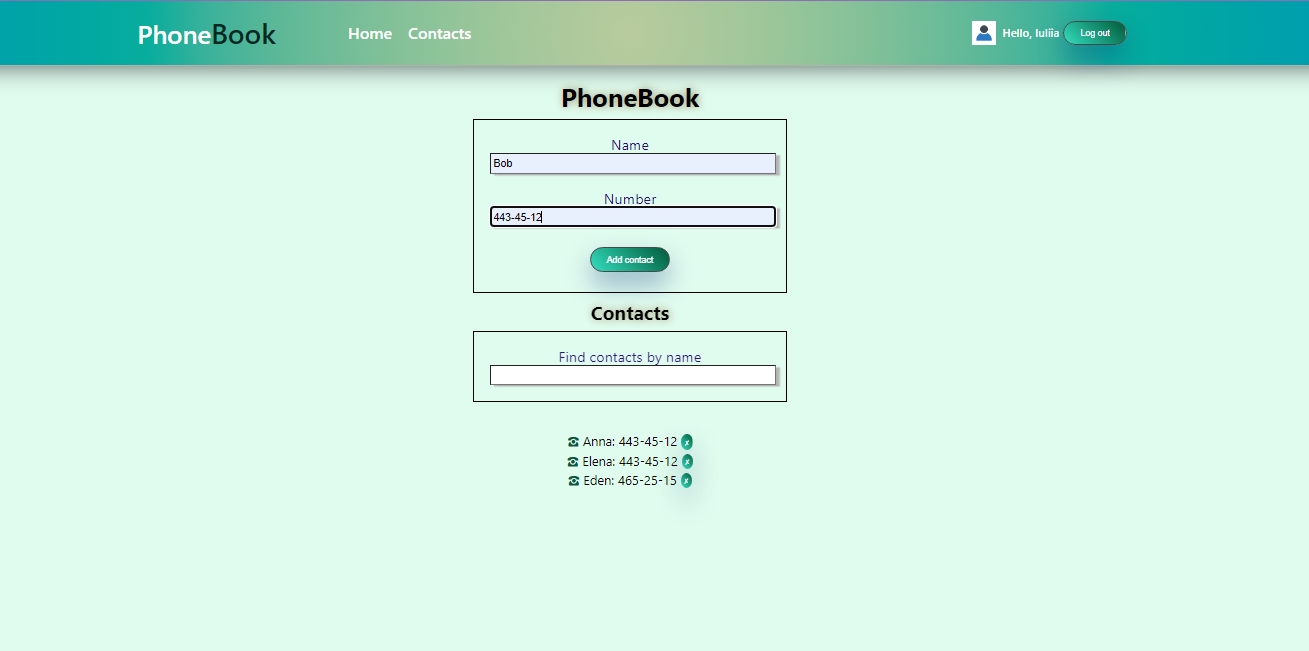 PhoneBook Home Contacts Hello, Iuliia Log out
PhoneBook
Name
Bob
Number
443-45-12
Add contact
Contacts
Find contacts by name
Anna: 443-45-12 x
Elena: 443-45-12 x
Eden: 465-25-15 x